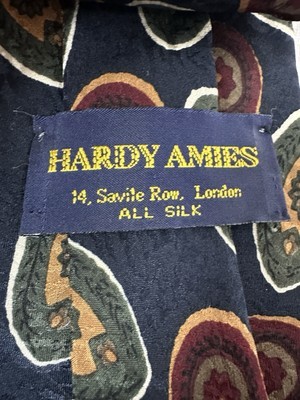 HARDY AMIES
14, Savile Row, London
ALL SILK